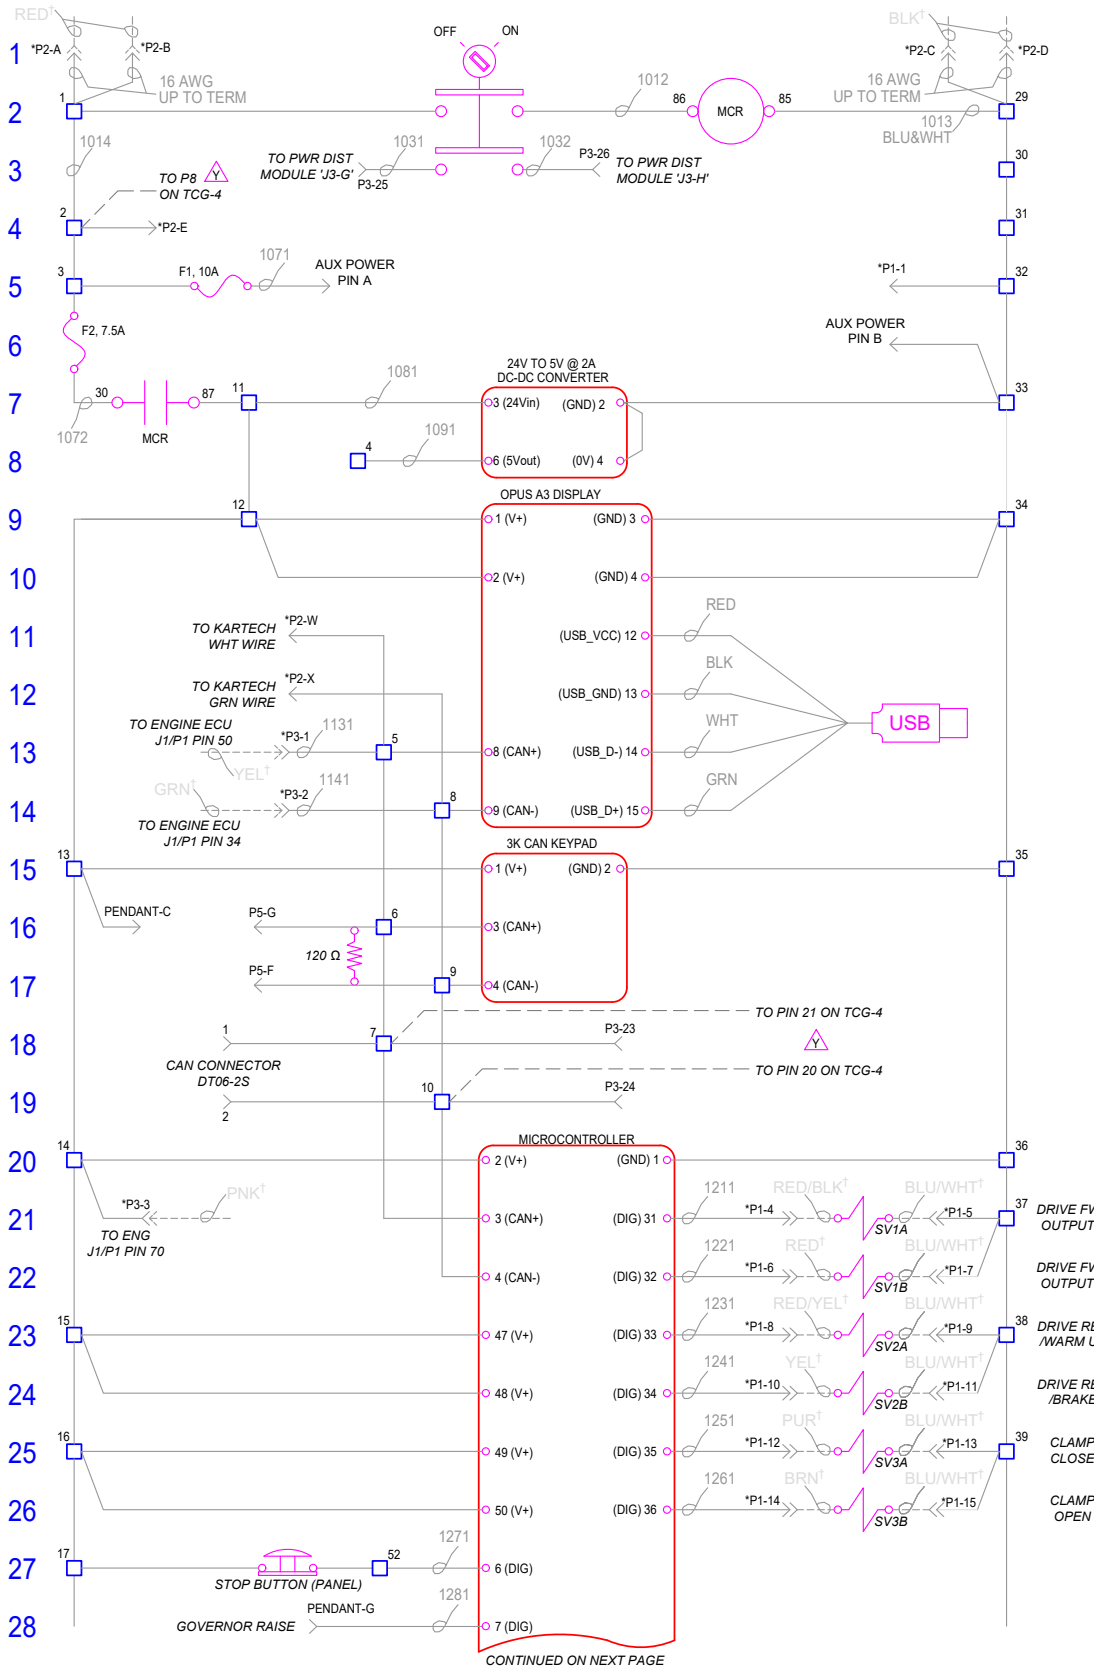 RED†
BLK†
OFF
ON
1
*P2-A
*P2-B
*P2-C
*P2-D
16 AWG
UP TO TERM
1012
16 AWG
UP TO TERM
2
1
86
MCR
85
29
1013
BLU&WHT
1014
1031
1032
3
TO P8
ON TCG-4
Y
TO PWR DIST
MODULE 'J3-G'
P3-25
P3-26
TO PWR DIST
MODULE 'J3-H'
30
4
2
*P2-E
31
5
3
F1, 10A
1071
AUX POWER
PIN A
*P1-1
32
6
F2, 7.5A
AUX POWER
PIN B
24V TO 5V @ 2A
DC-DC CONVERTER
7
30
87
11
1081
3 (24Vin)
(GND) 2
33
1072
MCR
8
4
1091
6 (5Vout)
(0V) 4
OPUS A3 DISPLAY
9
12
1 (V+)
(GND) 3
34
10
2 (V+)
(GND) 4
11
TO KARTECH
WHT WIRE
*P2-W
(USB_VCC) 12
RED
12
TO KARTECH
GRN WIRE
*P2-X
(USB_GND) 13
BLK
USB
13
TO ENGINE ECU
J1/P1 PIN 50
YEL†
*P3-1
1131
5
8 (CAN+)
(USB_D-) 14
WHT
14
GRN†
*P3-2
1141
8
9 (CAN-)
(USB_D+) 15
GRN
TO ENGINE ECU
J1/P1 PIN 34
3K CAN KEYPAD
15
13
1 (V+)
(GND) 2
35
16
PENDANT-C
P5-G
6
3 (CAN+)
120 Ω
17
P5-F
9
4 (CAN-)
TO PIN 21 ON TCG-4
18
1
7
P3-23
Y
CAN CONNECTOR
DT06-2S
TO PIN 20 ON TCG-4
19
2
10
P3-24
MICROCONTROLLER
20
14
2 (V+)
(GND) 1
36
21
*P3-3
PNK†
TO ENG
J1/P1 PIN 70
3 (CAN+)
(DIG) 31
1211
*P1-4
RED/BLK†
SV1A
BLU/WHT†
*P1-5
37
DRIVE FW
OUTPUT
22
4 (CAN-)
(DIG) 32
1221
*P1-6
RED†
SV1B
BLU/WHT†
*P1-7
DRIVE FW
OUTPUT
23
15
47 (V+)
(DIG) 33
1231
*P1-8
RED/YEL†
SV2A
BLU/WHT†
*P1-9
38
DRIVE RE
/WARM U
24
48 (V+)
(DIG) 34
1241
*P1-10
YEL†
SV2B
BLU/WHT†
*P1-11
DRIVE RE
/BRAKE
25
16
49 (V+)
(DIG) 35
1251
*P1-12
PUR†
SV3A
BLU/WHT†
*P1-13
39
CLAMP
CLOSE
26
50 (V+)
(DIG) 36
1261
*P1-14
BRN†
SV3B
BLU/WHT†
*P1-15
CLAMP
OPEN
27
17
STOP BUTTON (PANEL)
52
1271
6 (DIG)
28
GOVERNOR RAISE
PENDANT-G
1281
7 (DIG)
CONTINUED ON NEXT PAGE